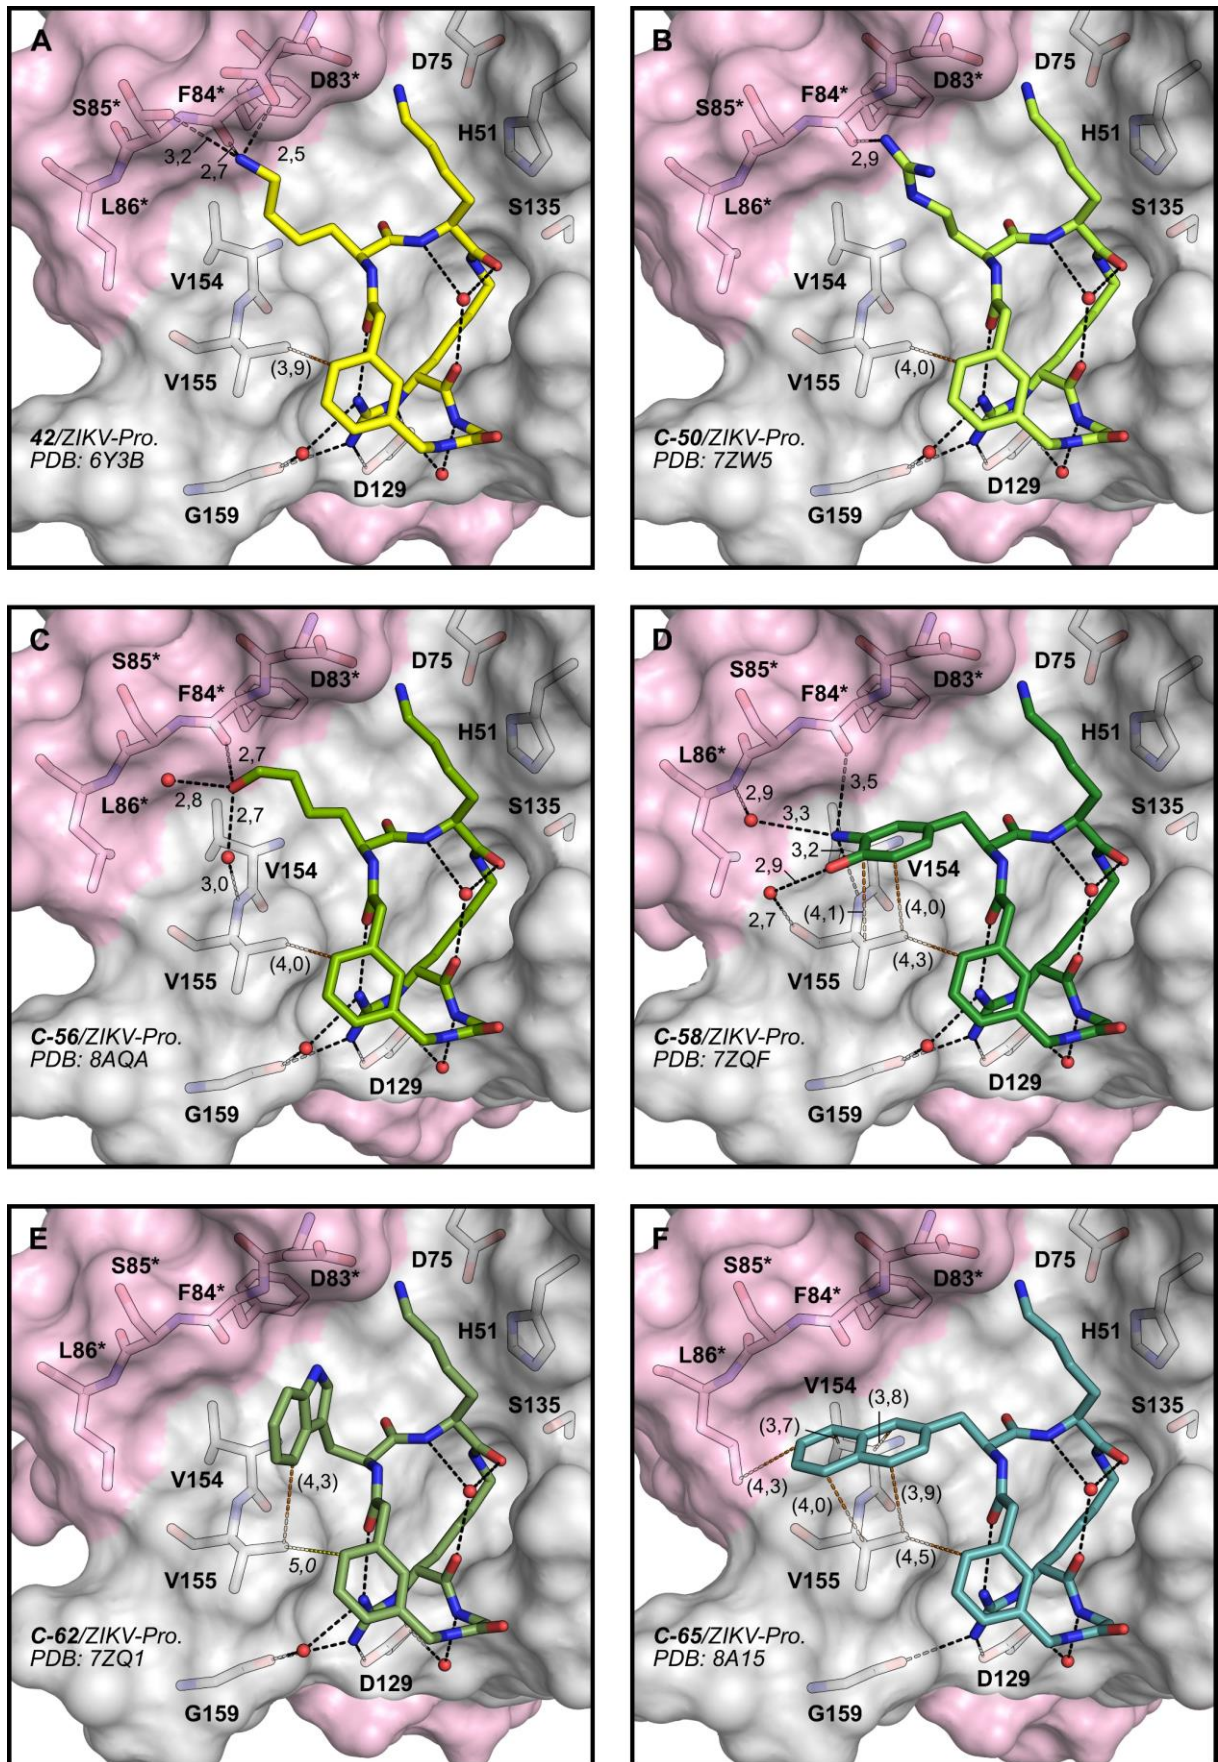 A
D75
D83*
F84*
S85*
H51
3,2
2,5
2,7
L86*
S135
V154
(3,9)
V155
42/ZIKV-Pro.
PDB: 6Y3B
D129
G159
B
D75
D83*
F84*
S85*
H51
2,9
L86*
S135
V154
(4,0)
V155
C-50/ZIKV-Pro.
PDB: 7ZW5
D129
G159
C
S85*
D75
F84*
D83*
H51
2,7
L86*
2,8
S135
2,7
V154
3,0
(4,0)
V155
C-56/ZIKV-Pro.
PDB: 8AQA
D129
G159
D
S85*
D75
F84*
D83*
H51
L86*
3,5
2,9
3,3
S135
3,2
V154
2,9
(4,1)
(4,0)
2,7
(4,3)
V155
C-58/ZIKV-Pro.
PDB: 7ZQF
D129
G159
E
D75
S85*
D83*
F84*
H51
L86*
S135
V154
(4,3)
5,0
V155
C-62/ZIKV-Pro.
PDB: 7ZQ1
D129
G159
F
D75
S85*
D83*
F84*
H51
L86*
V154
(3,8)
S135
(3,7)
(4,3)
(4,0)
(3,9)
(4,5)
V155
C-65/ZIKV-Pro.
PDB: 8A15
D129
G159